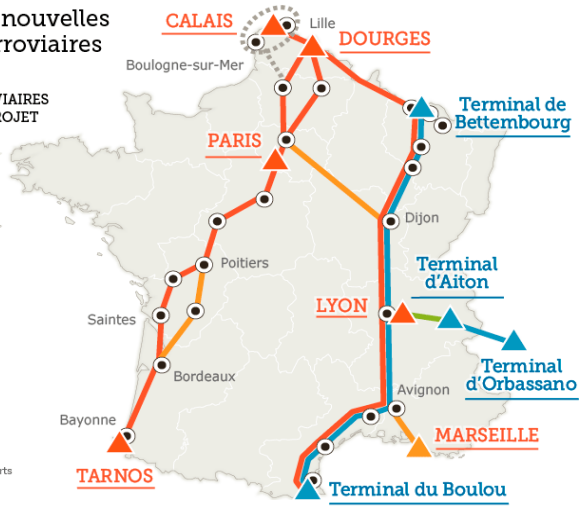 nouvelles
rroviaires
VIAIRES
ROJET
CALAIS
Lille
DOURGES
Boulogne-sur-Mer
Terminal de
Bettembourg
PARIS
Dijon
Poitiers
Terminal
d'Aiton
LYON
Saintes
Terminal
d'Orbassano
Bordeaux
Avignon
Bayonne
MARSEILLE
TARNOS
Terminal du Boulou
rts